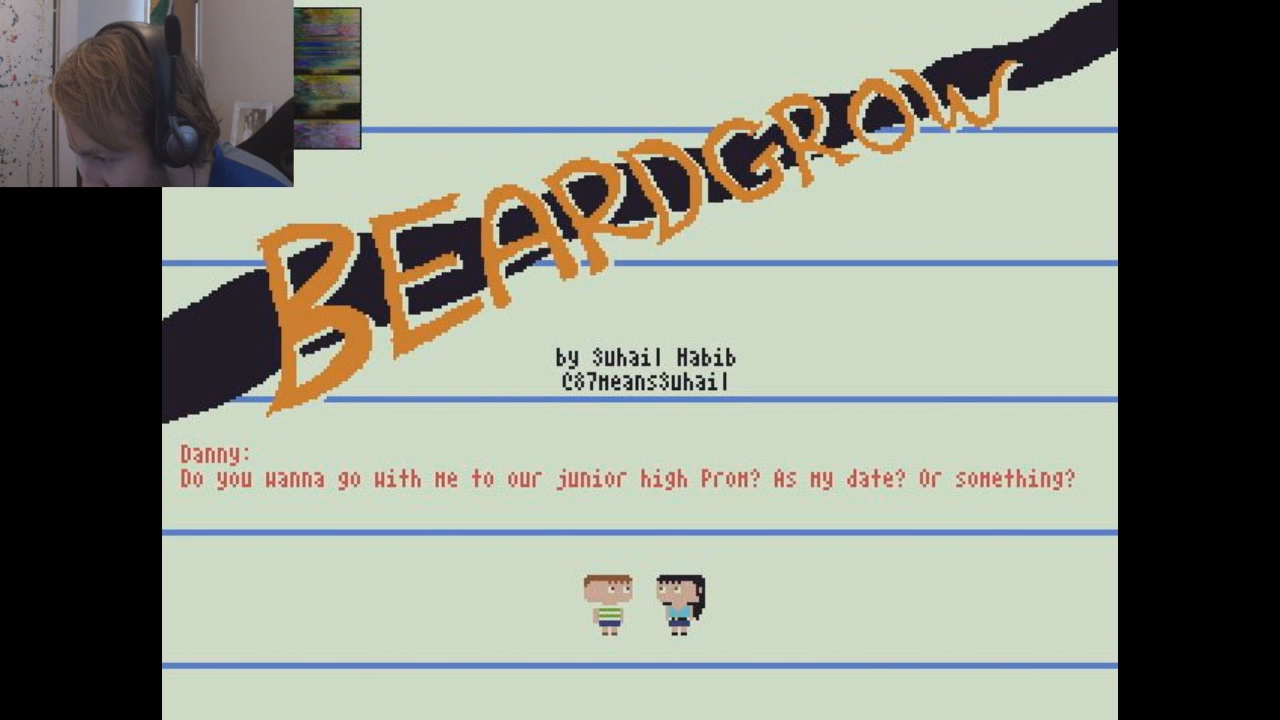 BEARDGROW
by Suhail Habib
C87MeansSuhail
Danny:
Do you wanna go with me to our junior high Prom? As my date? Or something?